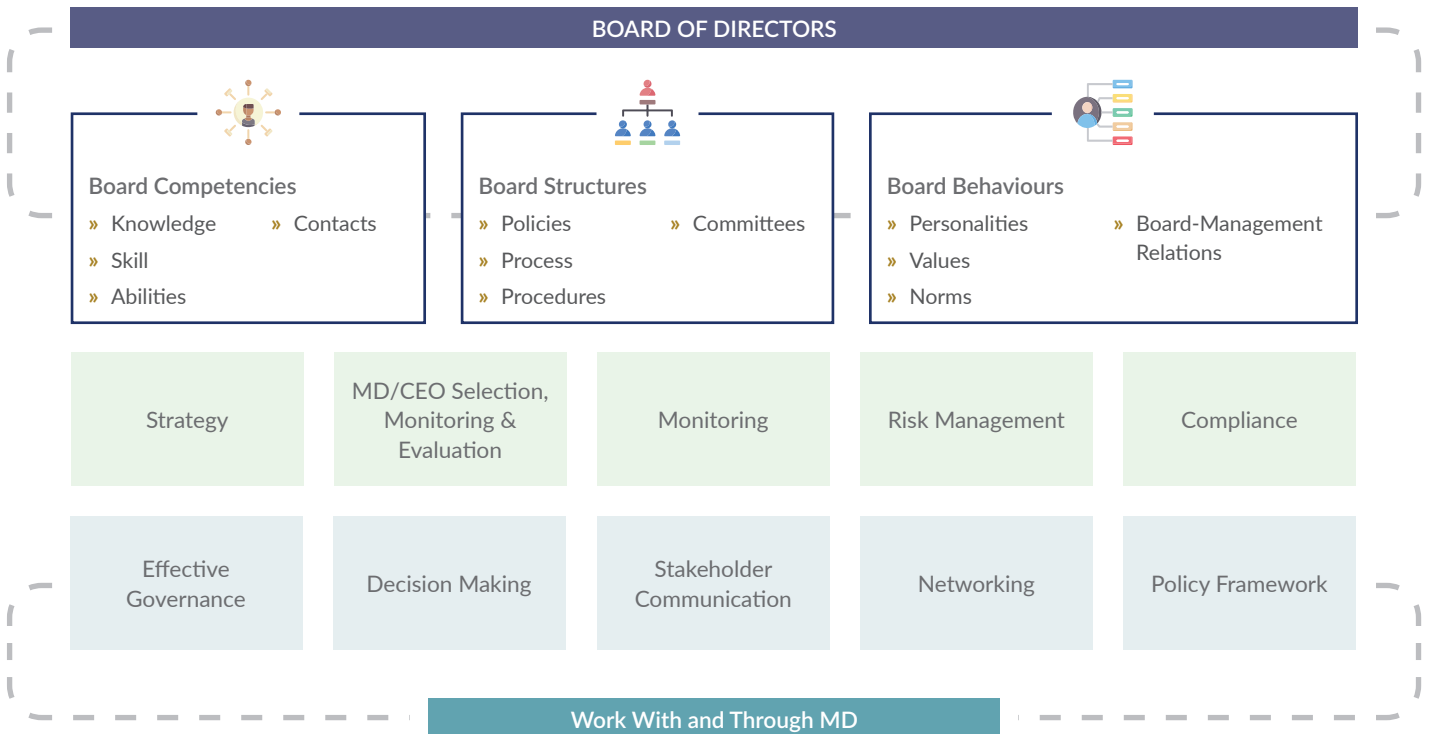 BOARD OF DIRECTORS
Board Competencies
» Knowledge
» Skill
» Abilities
» Contacts
Board Structures
» Policies
» Process
» Procedures
» Committees
Board Behaviours
» Personalities
» Values
» Norms
» Board-Management
Relations
Strategy
MD/CEO Selection,
Monitoring &
Evaluation
Monitoring
Risk Management
Compliance
Effective
Governance
Decision Making
Stakeholder
Communication
Networking
Policy Framework
Work With and Through MD